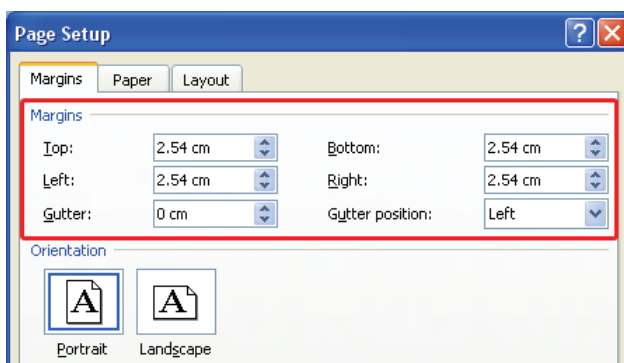 Page Setup
Margins Paper Layout
Margins
Top: 2.54 cm Bottom: 2.54 cm
Left: 2.54 cm Right: 2.54 cm
Gutter: 0 cm Gutter position: Left
Orientation
A A
Portrait Landscape